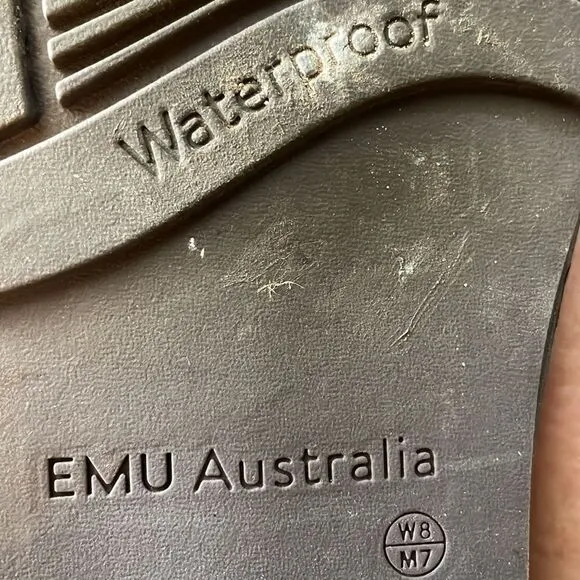 Waterproof
EMU Australia
W8
M7